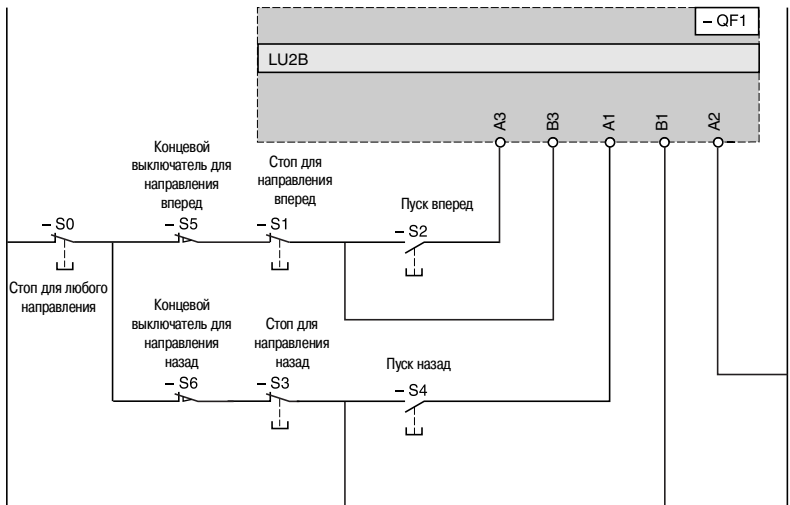 – QF1
LU2B
A3
B3
A1
B1
A2
Концевой
выключатель для
направления
вперед
– S5
Стоп для
направления
вперед
– S1
Пуск вперед
– S2
– S0
Стоп для любого
направления
Концевой
выключатель для
направления
назад
– S6
Стоп для
направления
назад
– S3
Пуск назад
– S4